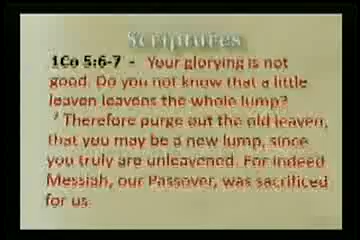 Scriptures
1Co 5:6-7 - Your glorying is not
good. Do you not know that a little
leaven leavens the whole lump?
7 Therefore purge out the old leaven,
that you may be a new lump, since
you truly are unleavened. For indeed
Messiah, our Passover, was sacrificed
for us.